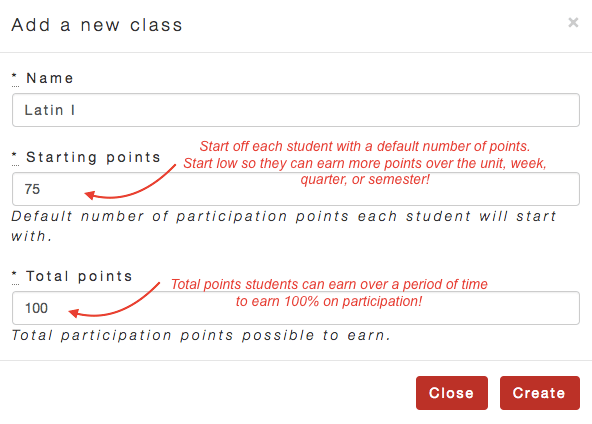 Add a new class ×
* Name
Latin I
Start off each student with a default number of points.
* Starting points
Start low so they can earn more points over the unit, week,
quarter, or semester!
75
Default number of participation points each student will start
with.
* Total points
Total points students can earn over a period of time
to earn 100% on participation!
100
Total participation points possible to earn.
Close Create